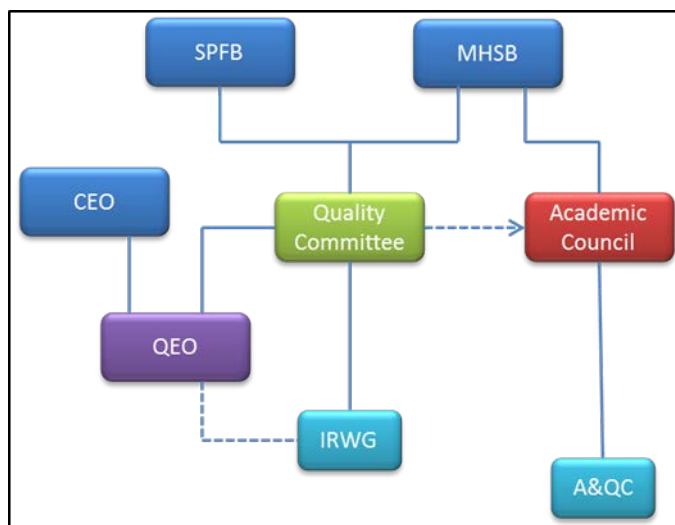 SPFB
MHSB
CEO
Quality
Committee
Academic
Council
QEO
IRWG
A&QC